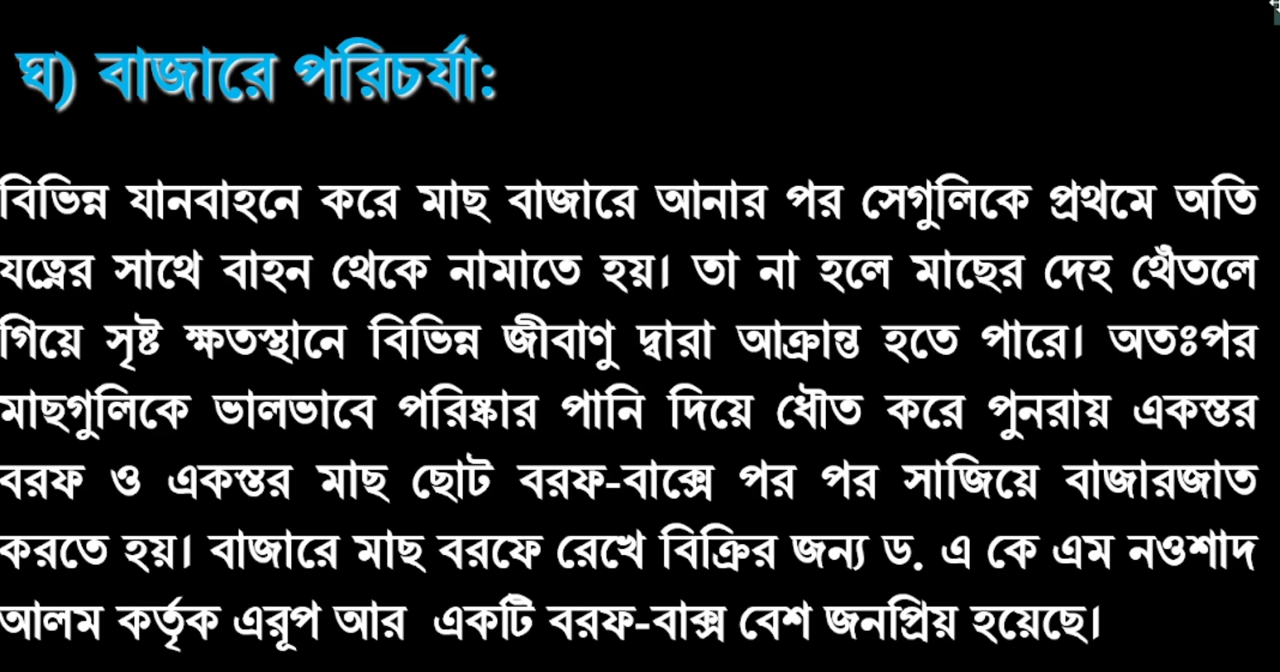 ঘ) বাজারে পরিচর্যা:
বিভিন্ন যানবাহনে করে মাছ বাজারে আনার পর সেগুলিকে প্রথমে অতি
যত্নের সাথে বাহন থেকে নামাতে হয়। তা না হলে মাছের দেহ থেঁতলে
গিয়ে সৃষ্ট ক্ষতস্থানে বিভিন্ন জীবাণু দ্বারা আক্রান্ত হতে পারে। অতঃপর
মাছগুলিকে ভালভাবে পরিষ্কার পানি দিয়ে ধৌত করে পুনরায় একস্তর
বরফ ও একস্তর মাছ ছোট বরফ-বাক্সে পর পর সাজিয়ে বাজারজাত
করতে হয়। বাজারে মাছ বরফে রেখে বিক্রির জন্য ড. এ কে এম নওশাদ
আলম কর্তৃক এরূপ আর একটি বরফ-বাক্স বেশ জনপ্রিয় হয়েছে।